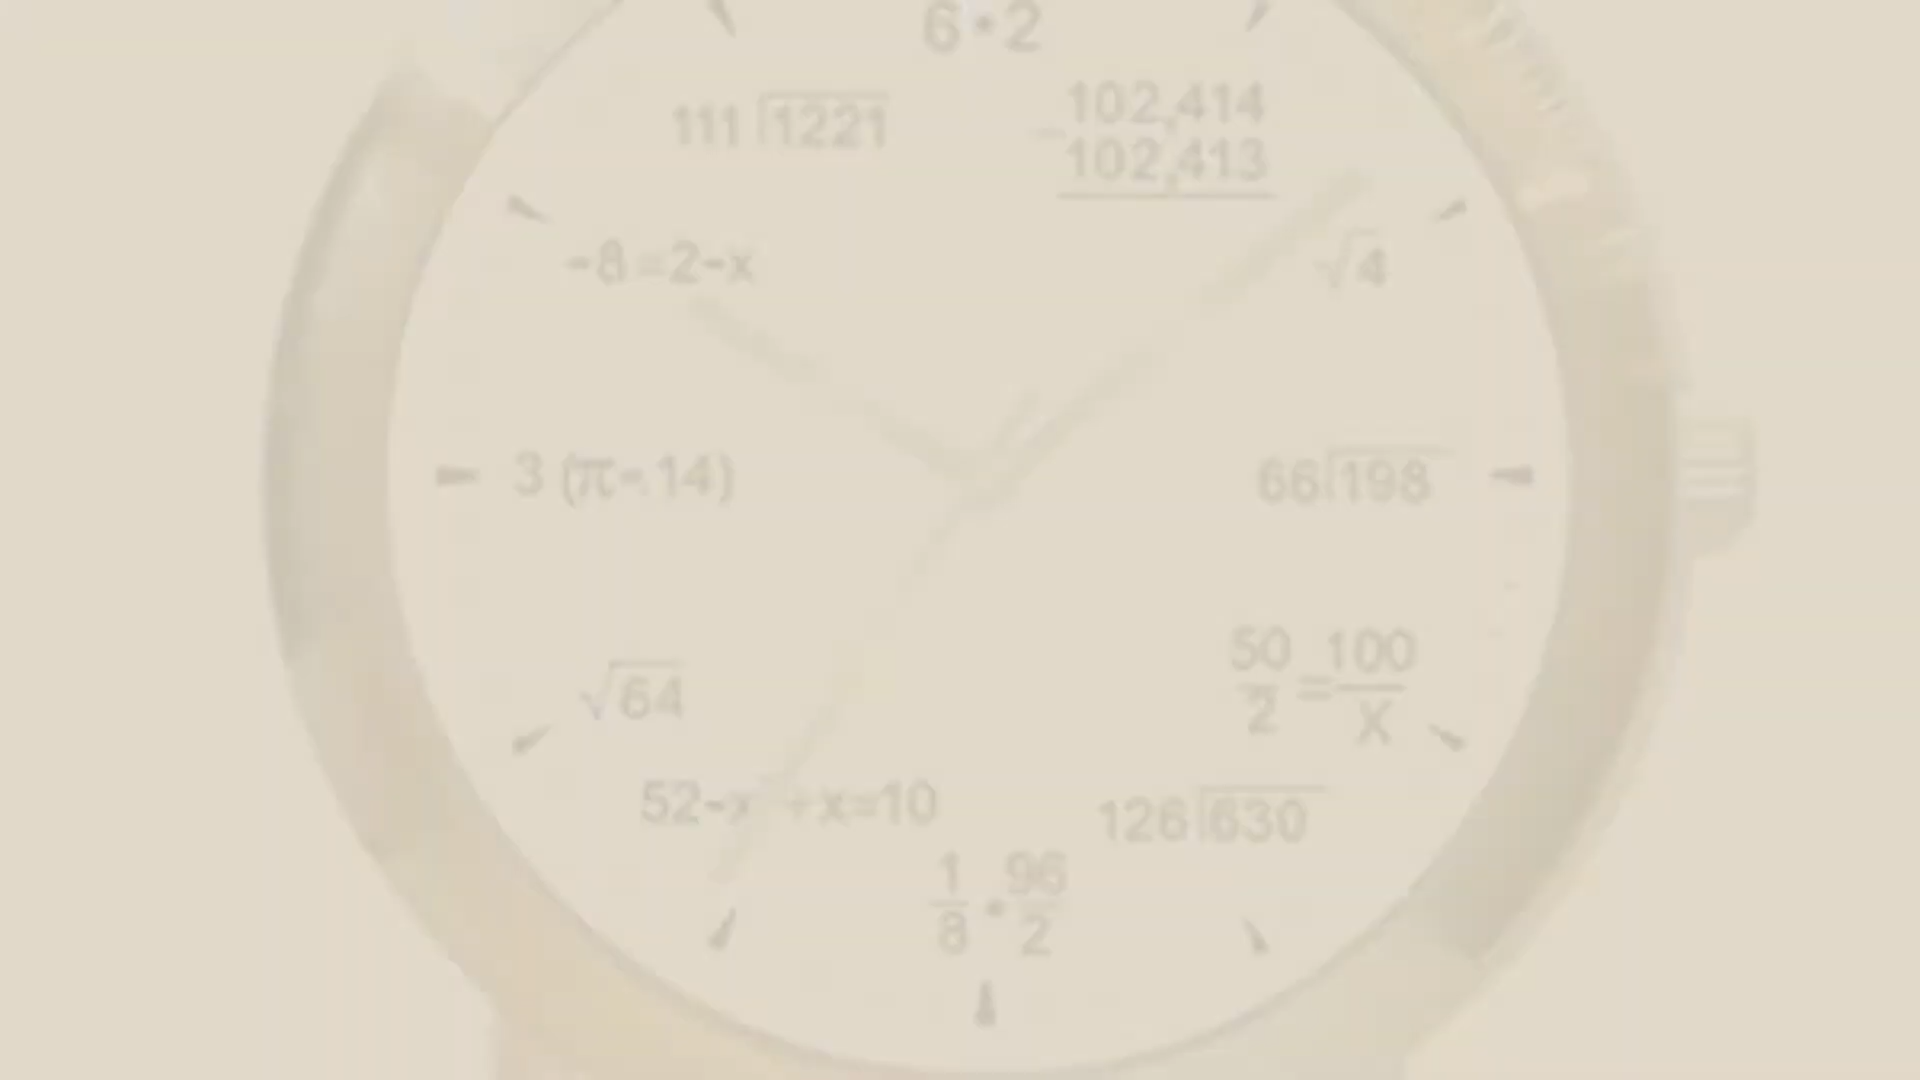 6•2
111 ⟌1221
102,414
- 102,413
-8=2-x
√4
3 (π-.14)
66⟌198
√64
50/2 = 100/X
52-x +x=10
126⟌630
1/8 • 96/2